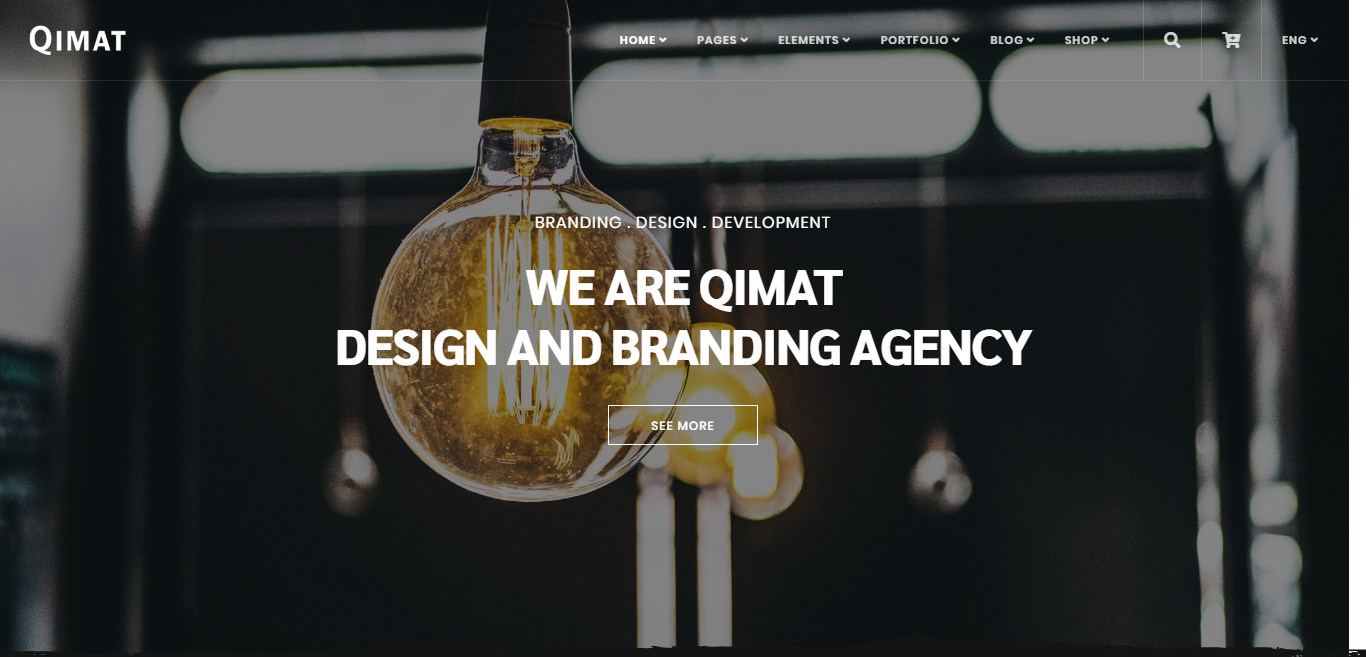 QIMAT
HOME PAGES ELEMENTS PORTFOLIO BLOG SHOP ENG
BRANDING . DESIGN . DEVELOPMENT
WE ARE QIMAT
DESIGN AND BRANDING AGENCY
SEE MORE